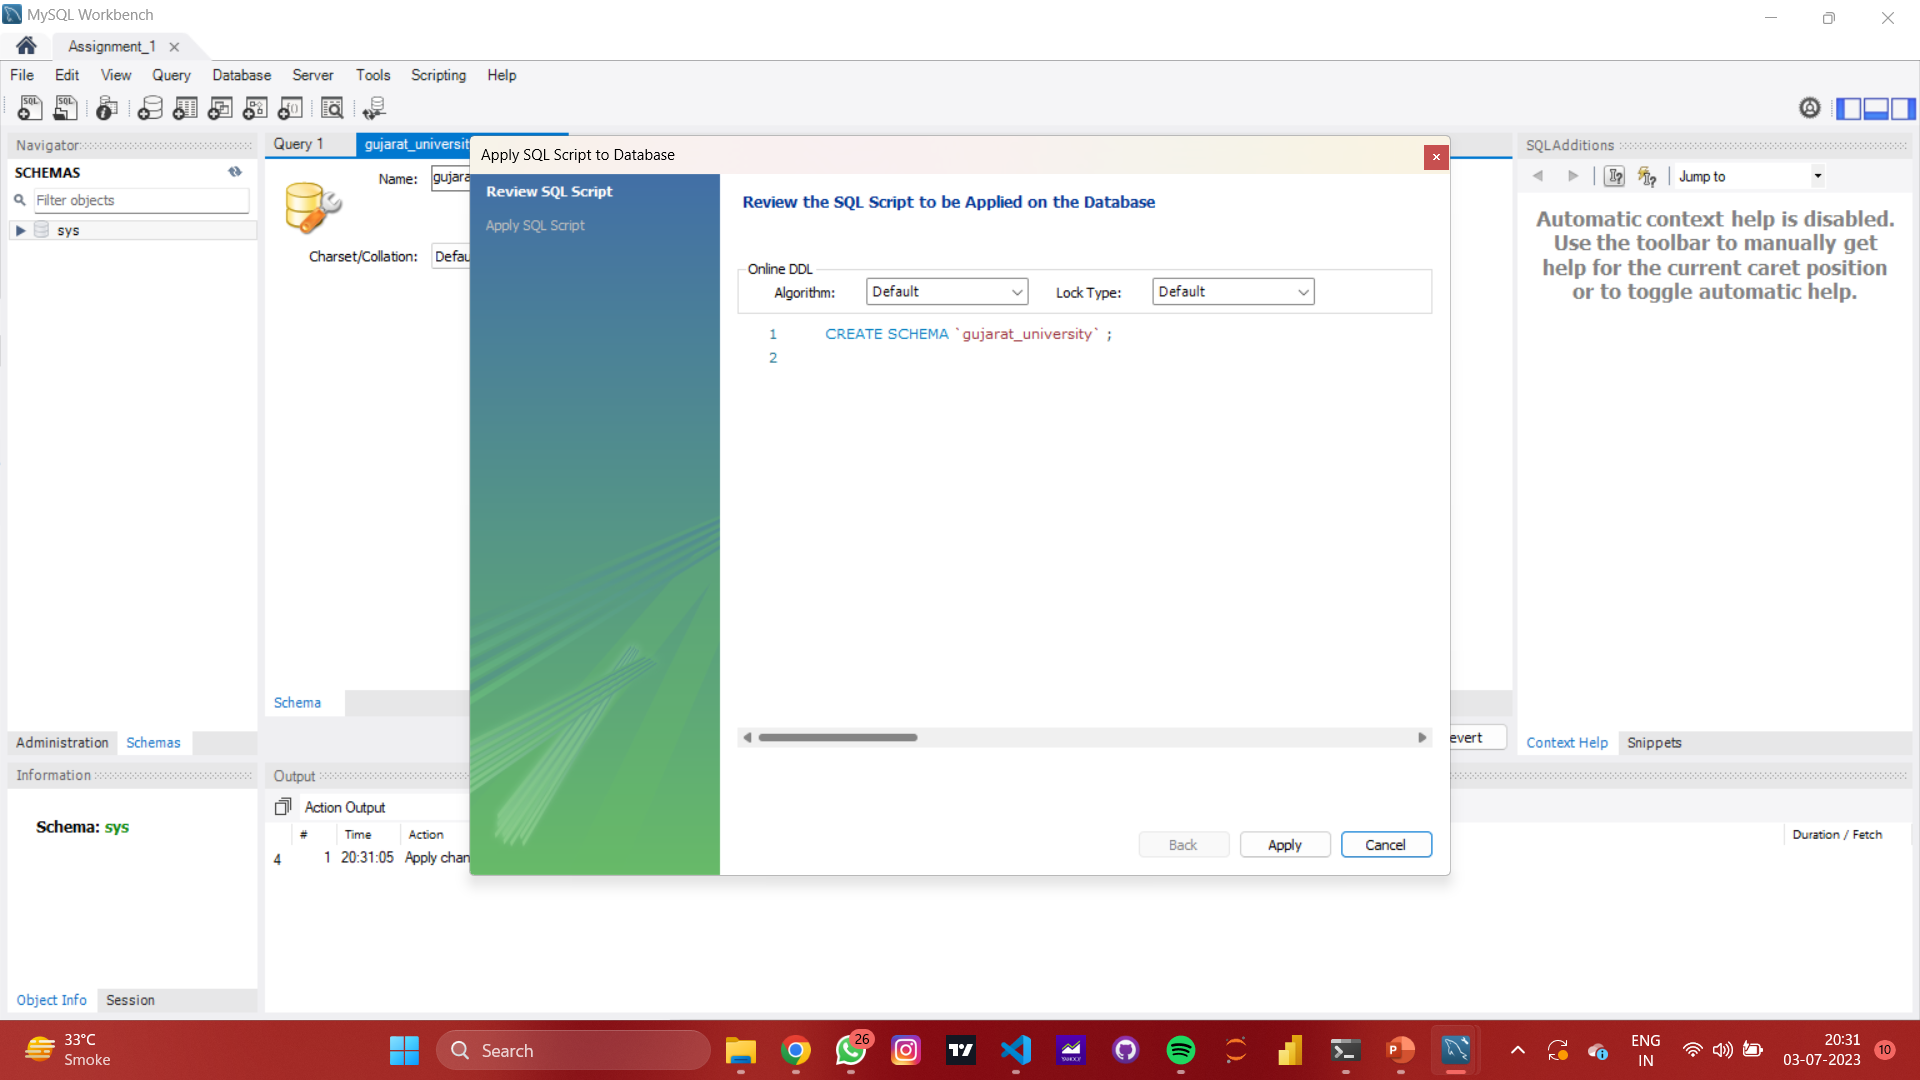 MySQL Workbench
Assignment_1
File Edit View Query Database Server Tools Scripting Help
Navigator
SCHEMAS
Filter objects
sys
Administration Schemas
Information
Schema: sys
Object Info Session
Query 1
gujarat_universit
Name: gujara
Charset/Collation: Defau
Schema
evert
Output
Action Output
# Time Action
Duration / Fetch
4 1 20:31:05 Apply chan
Apply SQL Script to Database
Review SQL Script
Apply SQL Script
Review the SQL Script to be Applied on the Database
Online DDL
Algorithm: Default Lock Type: Default
1 CREATE SCHEMA `gujarat_university` ;
2
Back Apply Cancel
SQLAdditions
Jump to
Automatic context help is disabled.
Use the toolbar to manually get
help for the current caret position
or to toggle automatic help.
Context Help Snippets
33°C
Smoke
Search
26
ENG
IN
20:31
03-07-2023
10